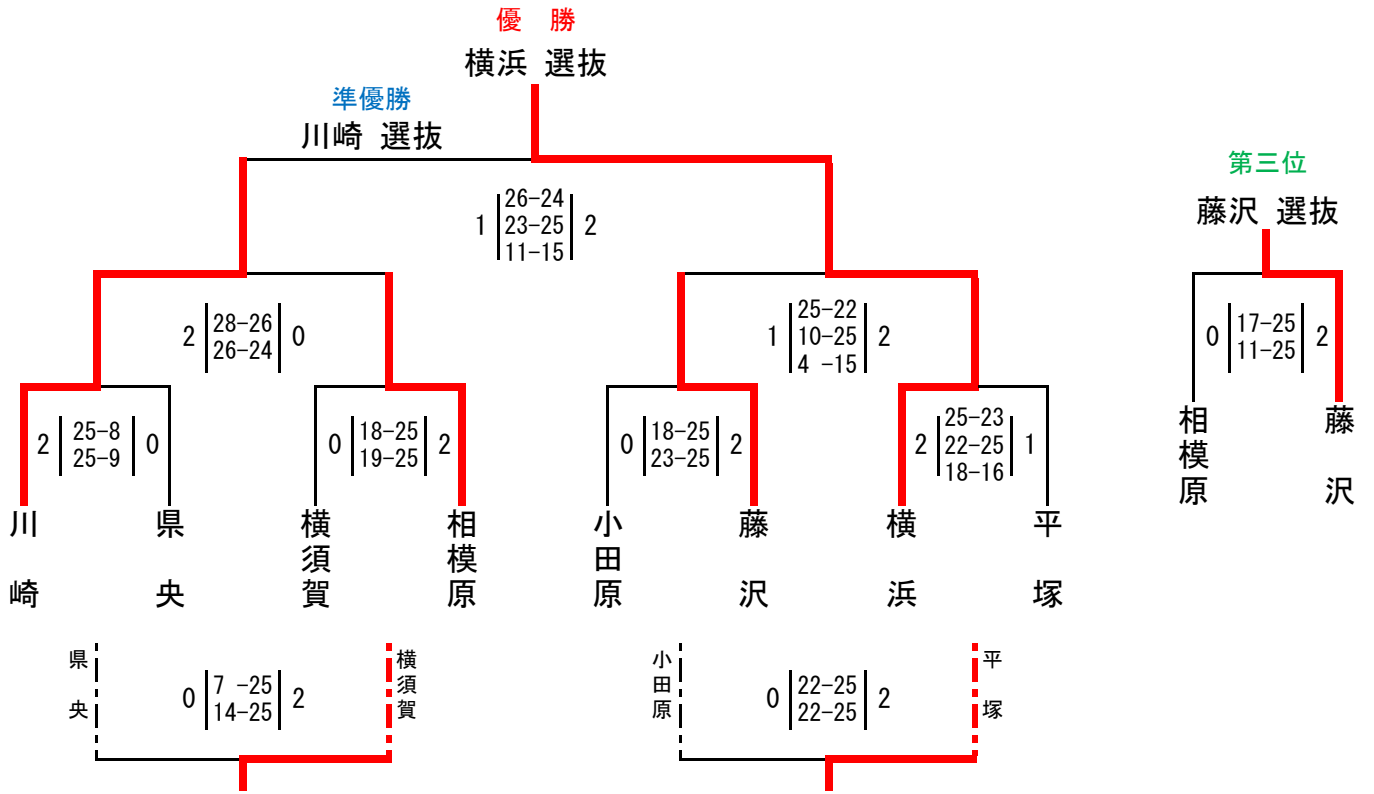 優 勝
横浜 選抜
準優勝
川崎 選抜
1 26-24 2
23-25
11-15
第三位
藤沢 選抜
2 28-26 0
26-24
1 25-22 2
10-25
4 -15
0 17-25 2
11-25
2 25-8 0
25-9
0 18-25 2
19-25
0 18-25 2
23-25
2 25-23 1
22-25
18-16
相模原
藤沢
川崎
県央
横須賀
相模原
小田原
藤沢
横浜
平塚
県央
0 7 -25 2
14-25
横須賀
小田原
0 22-25 2
22-25
平塚